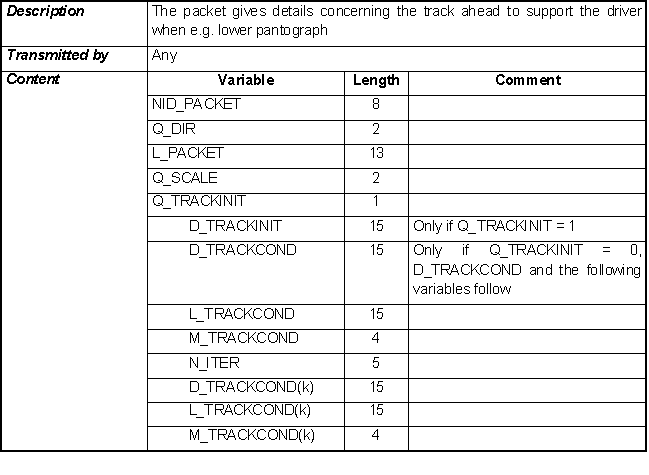 Description The packet gives details concerning the track ahead to support the driver
when e.g. lower pantograph
Transmitted by Any
Content Variable Length Comment
NID_PACKET 8
Q_DIR 2
L_PACKET 13
Q_SCALE 2
Q_TRACKINIT 1
D_TRACKINIT 15 Only if Q_TRACKINIT = 1
D_TRACKCOND 15 Only if Q_TRACKINIT = 0,
D_TRACKCOND and the following
variables follow
L_TRACKCOND 15
M_TRACKCOND 4
N_ITER 5
D_TRACKCOND(k) 15
L_TRACKCOND(k) 15
M_TRACKCOND(k) 4